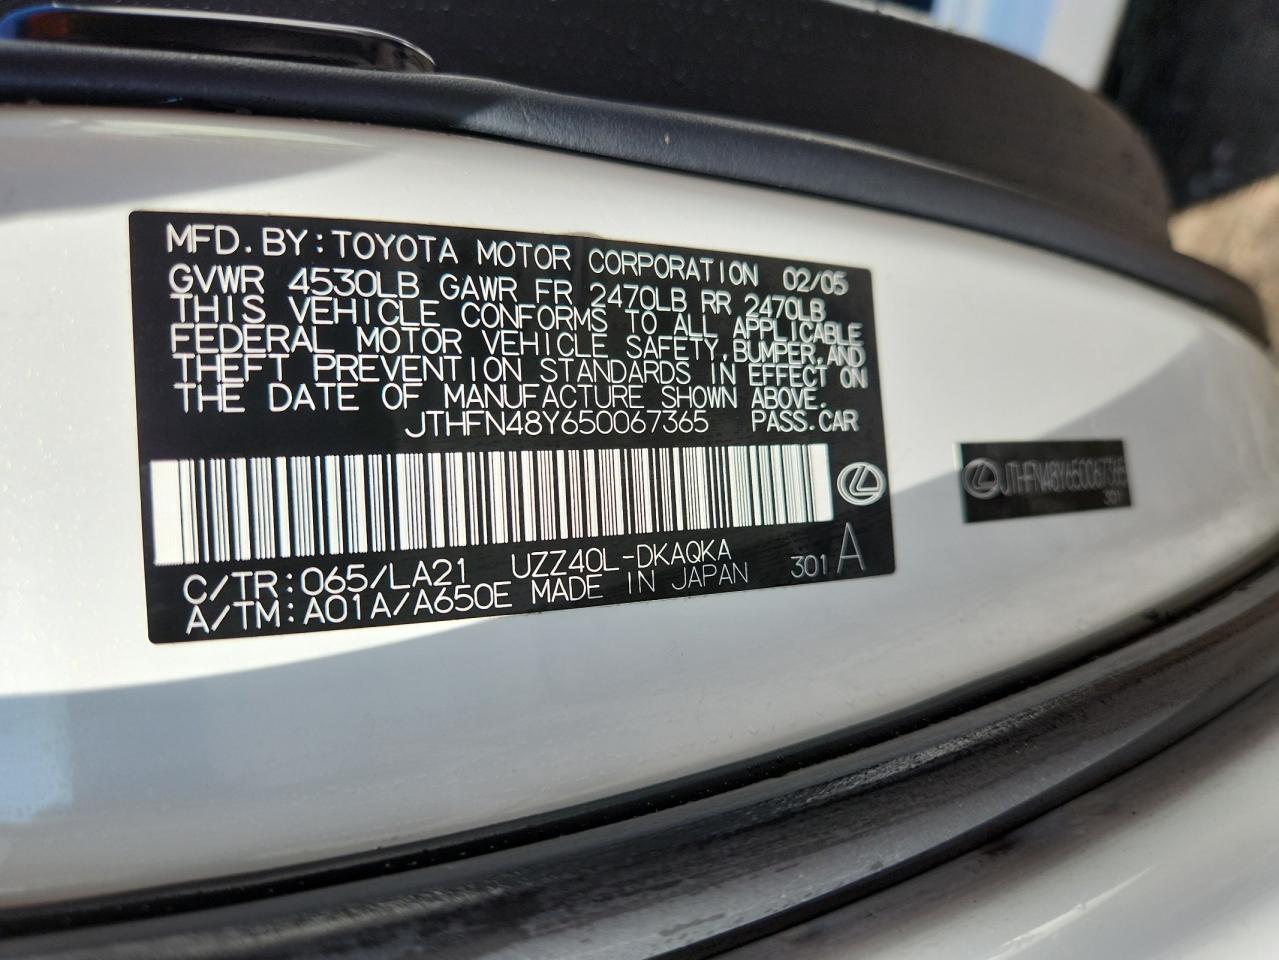 MFD. BY: TOYOTA MOTOR CORPORATION 02/05
GVWR 4530LB GAWR FR 2470LB RR 2470LB
THIS VEHICLE CONFORMS TO ALL APPLICABLE
FEDERAL MOTOR VEHICLE SAFETY, BUMPER, AND
THEFT PREVENTION STANDARDS IN EFFECT ON
THE DATE OF MANUFACTURE SHOWN ABOVE.
JTHFN48Y650067365 PASS. CAR
C/TR: 065/LA21 UZZ40L-DKAQKA
A/TM: A01A/A650E MADE IN JAPAN 301 A
JTHFN48Y650067365
301